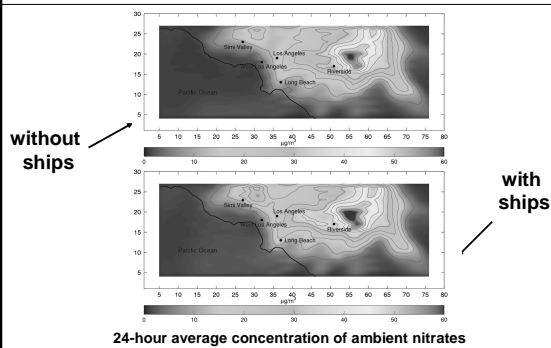 30
25
20
15
10
5
Simi Valley
Los Angeles
West Los Angeles
Riverside
Long Beach
Pacific Ocean
5 10 15 20 25 30 35 40 45 50 55 60 65 70 75 80
µg/m³
0 20 40 60
without
ships
with
ships
30
25
20
15
10
5
Simi Valley
Los Angeles
West Los Angeles
Riverside
Long Beach
Pacific Ocean
5 10 15 20 25 30 35 40 45 50 55 60 65 70 75 80
µg/m³
0 10 20 30 40 50 60
24-hour average concentration of ambient nitrates